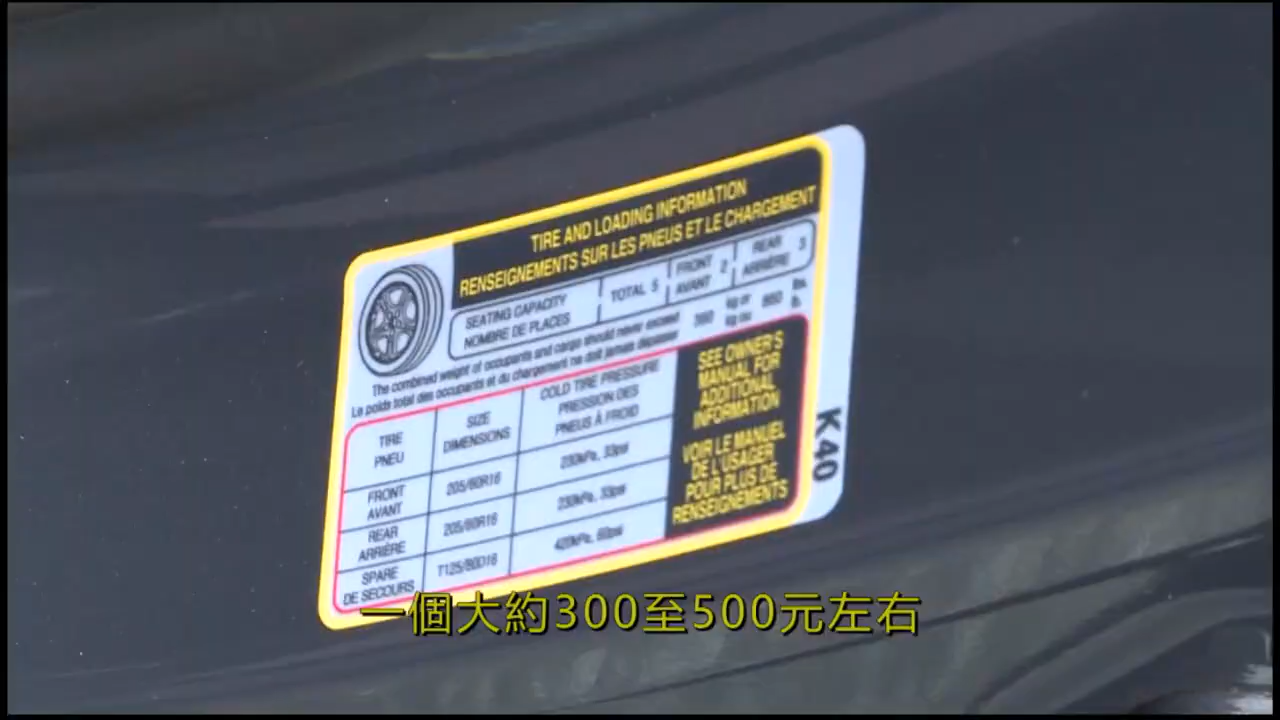 TIRE AND LOADING INFORMATION
RENSEIGNEMENTS SUR LES PNEUS ET LE CHARGEMENT
SEATING CAPACITY
NOMBRE DE PLACES
TOTAL 5
FRONT
AVANT
2
REAR
ARRIÈRE
3
The combined weight of occupants and cargo should never exceed
Le poids total des occupants et du chargement ne doit jamais dépasser
kg or
kg ou
lbs.
lb.
TIRE
PNEU
SIZE
DIMENSIONS
COLD TIRE PRESSURE
PRESSION DES
PNEUS À FROID
FRONT
AVANT
205/60R16
230kPa, 33psi
REAR
ARRIÈRE
205/60R16
230kPa, 33psi
SPARE
DE SECOURS
T125/80D16
420kPa, 60psi
SEE OWNER'S
MANUAL FOR
ADDITIONAL
INFORMATION
VOIR LE MANUEL
DE L'USAGER
POUR PLUS DE
RENSEIGNEMENTS
K40
一個大約300至500元左右